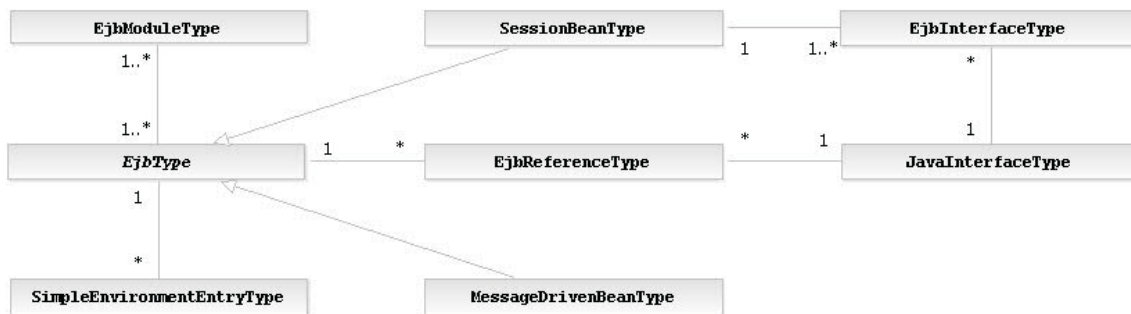 EjbModuleType SessionBeanType EjbInterfaceType
1..* 1 1..* *
1..* 1
EjbType 1 * EjbReferenceType * 1 JavaInterfaceType
1
*
SimpleEnvironmentEntryType MessageDrivenBeanType